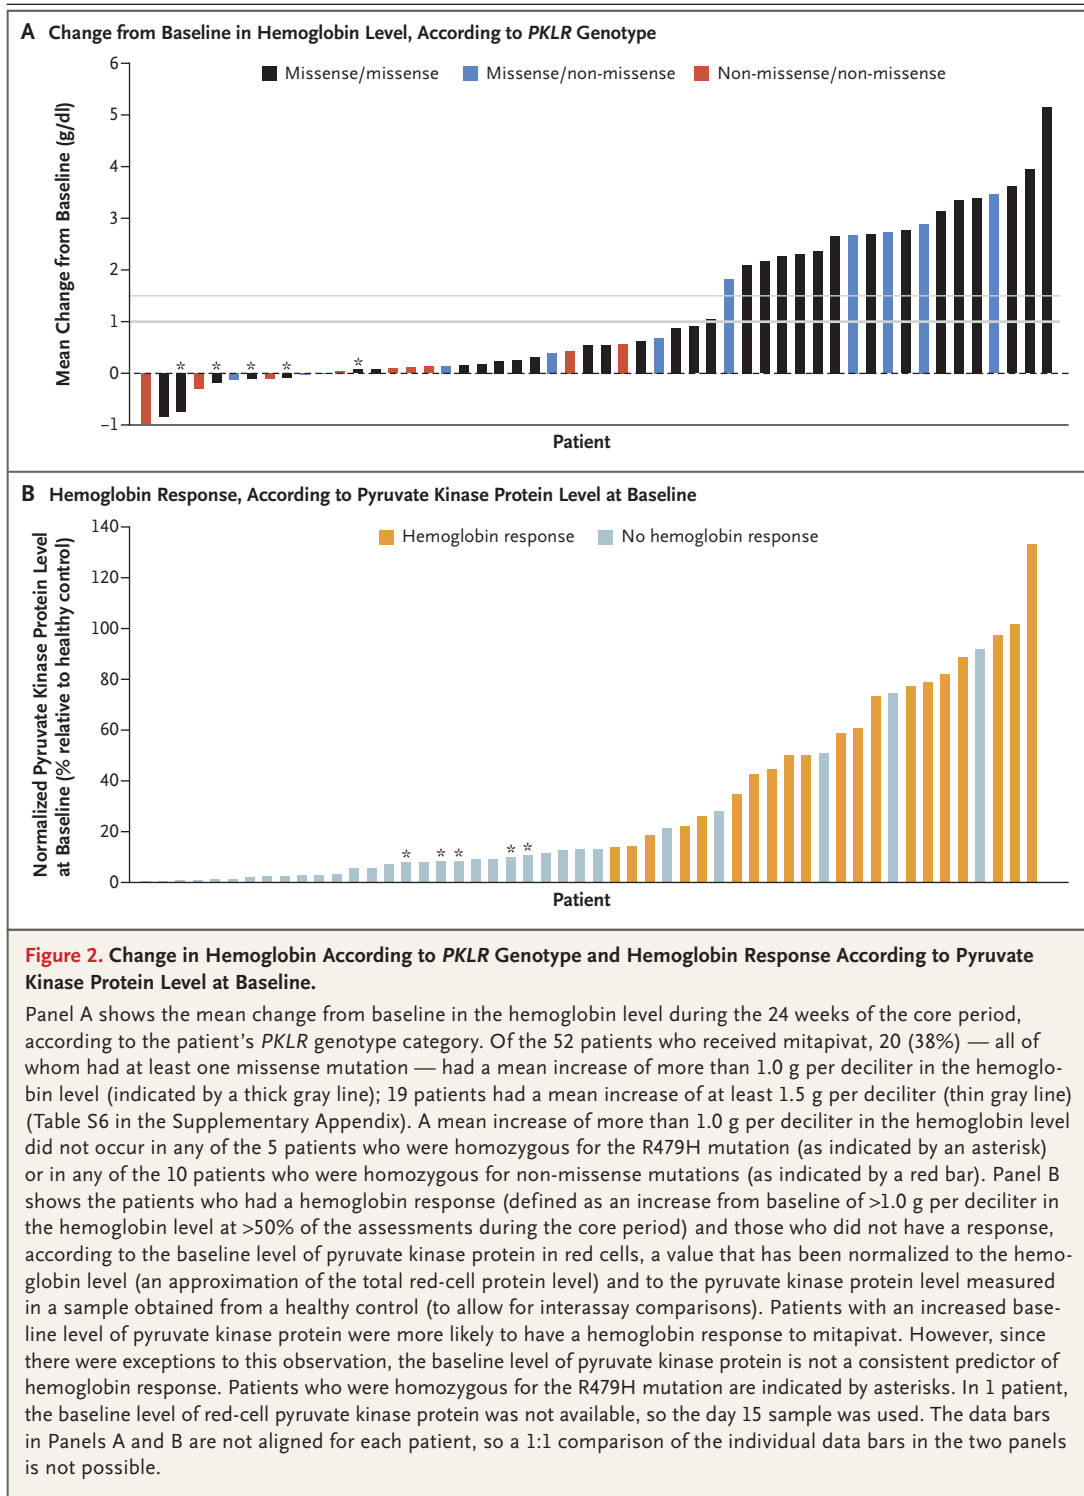 A Change from Baseline in Hemoglobin Level, According to PKLR Genotype
Missense/missense Missense/non-missense Non-missense/non-missense
Mean Change from Baseline (g/dl)
6
5
4
3
2
1
0
−1
* * * * *
Patient
B Hemoglobin Response, According to Pyruvate Kinase Protein Level at Baseline
Hemoglobin response No hemoglobin response
Normalized Pyruvate Kinase Protein Level
at Baseline (% relative to healthy control)
140
120
100
80
60
40
20
0
* * * * *
Patient
Figure 2. Change in Hemoglobin According to PKLR Genotype and Hemoglobin Response According to Pyruvate
Kinase Protein Level at Baseline.
Panel A shows the mean change from baseline in the hemoglobin level during the 24 weeks of the core period,
according to the patient’s PKLR genotype category. Of the 52 patients who received mitapivat, 20 (38%) — all of
whom had at least one missense mutation — had a mean increase of more than 1.0 g per deciliter in the hemoglo-
bin level (indicated by a thick gray line); 19 patients had a mean increase of at least 1.5 g per deciliter (thin gray line)
(Table S6 in the Supplementary Appendix). A mean increase of more than 1.0 g per deciliter in the hemoglobin level
did not occur in any of the 5 patients who were homozygous for the R479H mutation (as indicated by an asterisk)
or in any of the 10 patients who were homozygous for non-missense mutations (as indicated by a red bar). Panel B
shows the patients who had a hemoglobin response (defined as an increase from baseline of >1.0 g per deciliter in
the hemoglobin level at >50% of the assessments during the core period) and those who did not have a response,
according to the baseline level of pyruvate kinase protein in red cells, a value that has been normalized to the hemo-
globin level (an approximation of the total red-cell protein level) and to the pyruvate kinase protein level measured
in a sample obtained from a healthy control (to allow for interassay comparisons). Patients with an increased base-
line level of pyruvate kinase protein were more likely to have a hemoglobin response to mitapivat. However, since
there were exceptions to this observation, the baseline level of pyruvate kinase protein is not a consistent predictor of
hemoglobin response. Patients who were homozygous for the R479H mutation are indicated by asterisks. In 1 patient,
the baseline level of red-cell pyruvate kinase protein was not available, so the day 15 sample was used. The data bars
in Panels A and B are not aligned for each patient, so a 1:1 comparison of the individual data bars in the two panels
is not possible.